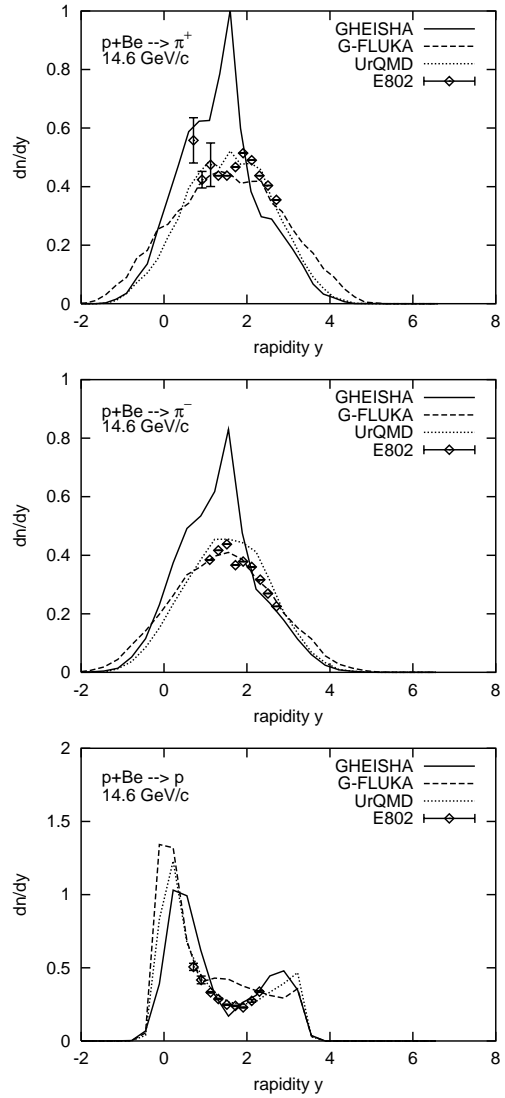 1
0.8
0.6
0.4
0.2
0
dn/dy
p+Be --> π+
14.6 GeV/c
GHEISHA
G-FLUKA
UrQMD
E802
-2 0 2 4 6 8
rapidity y
1
0.8
0.6
0.4
0.2
0
dn/dy
p+Be --> π−
14.6 GeV/c
GHEISHA
G-FLUKA
UrQMD
E802
-2 0 2 4 6 8
rapidity y
2
1.5
1
0.5
0
dn/dy
p+Be --> p
14.6 GeV/c
GHEISHA
G-FLUKA
UrQMD
E802
-2 0 2 4 6 8
rapidity y